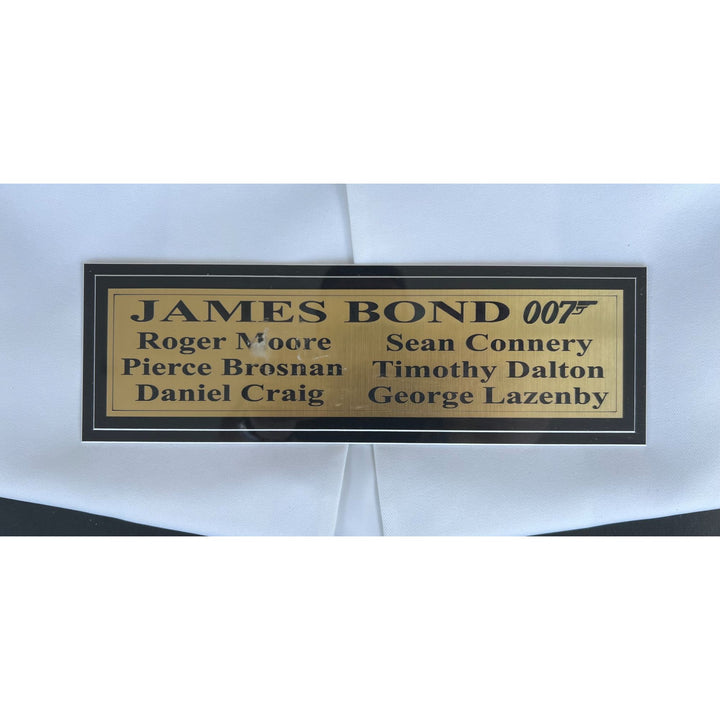 JAMES BOND 007
Roger Moore Sean Connery
Pierce Brosnan Timothy Dalton
Daniel Craig George Lazenby